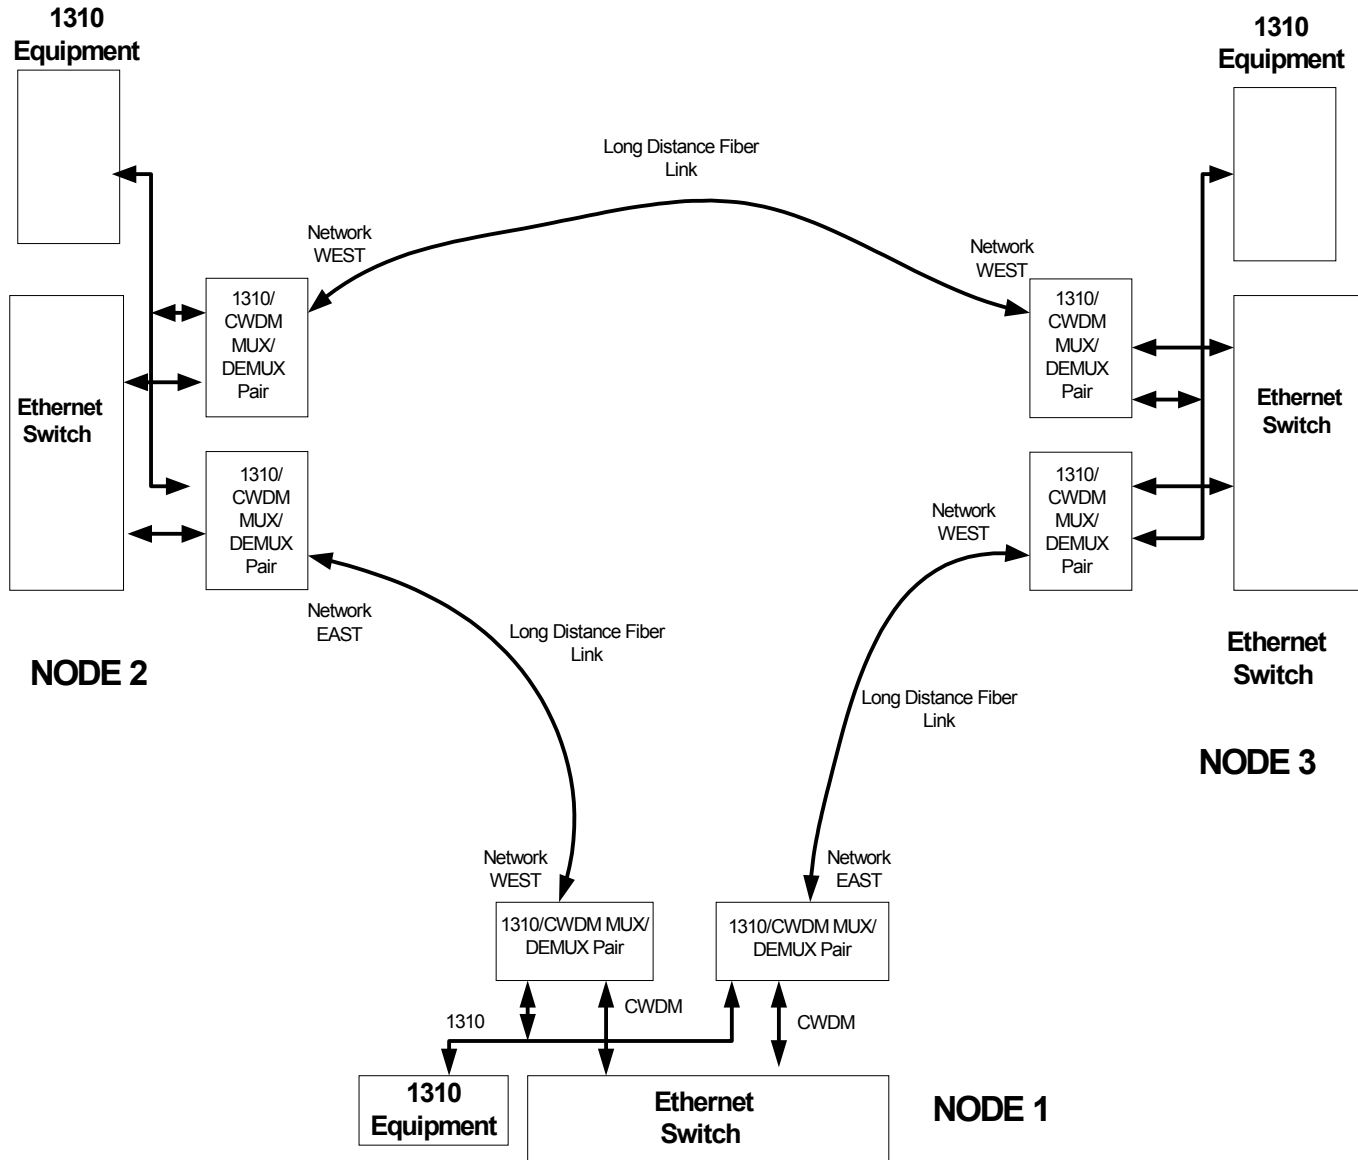 1310
Equipment
1310
Equipment
Long Distance Fiber
Link
Network
WEST
Network
WEST
1310/
CWDM
MUX/
DEMUX
Pair
1310/
CWDM
MUX/
DEMUX
Pair
Ethernet
Switch
Ethernet
Switch
1310/
CWDM
MUX/
DEMUX
Pair
1310/
CWDM
MUX/
DEMUX
Pair
Network
WEST
Network
EAST
Long Distance Fiber
Link
Ethernet
Switch
NODE 2
Long Distance Fiber
Link
NODE 3
Network
WEST
Network
EAST
1310/CWDM MUX/
DEMUX Pair
1310/CWDM MUX/
DEMUX Pair
1310
CWDM
CWDM
1310
Equipment
Ethernet
Switch
NODE 1